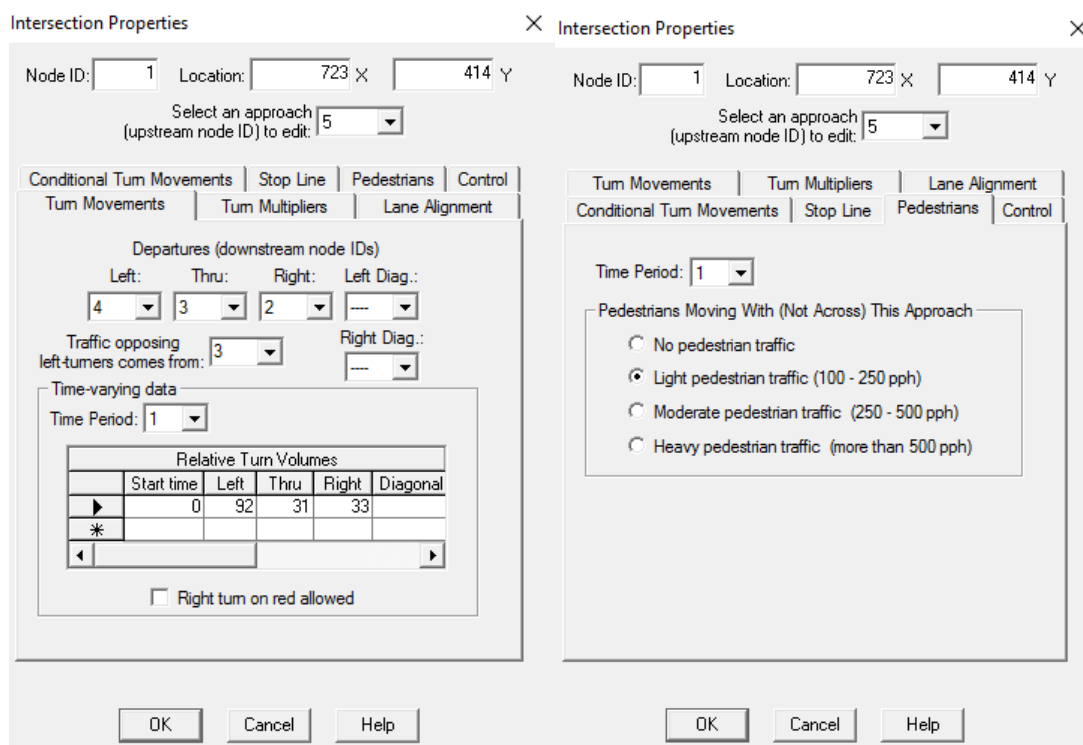 Intersection Properties
Node ID: 1 Location: 723 X 414 Y
Select an approach
(upstream node ID) to edit: 5
Conditional Turn Movements Stop Line Pedestrians Control
Turn Movements Turn Multipliers Lane Alignment
Departures (downstream node IDs)
Left: Thru: Right: Left Diag.:
4 3 2 ----
Traffic opposing
left-turners comes from: 3
Right Diag.:
----
Time-varying data
Time Period: 1
Relative Turn Volumes
Start time Left Thru Right Diagonal
0 92 31 33
Right turn on red allowed
OK Cancel Help
Intersection Properties
Node ID: 1 Location: 723 X 414 Y
Select an approach
(upstream node ID) to edit: 5
Turn Movements Turn Multipliers Lane Alignment
Conditional Turn Movements Stop Line Pedestrians Control
Time Period: 1
Pedestrians Moving With (Not Across) This Approach
No pedestrian traffic
Light pedestrian traffic (100 - 250 pph)
Moderate pedestrian traffic (250 - 500 pph)
Heavy pedestrian traffic (more than 500 pph)
OK Cancel Help